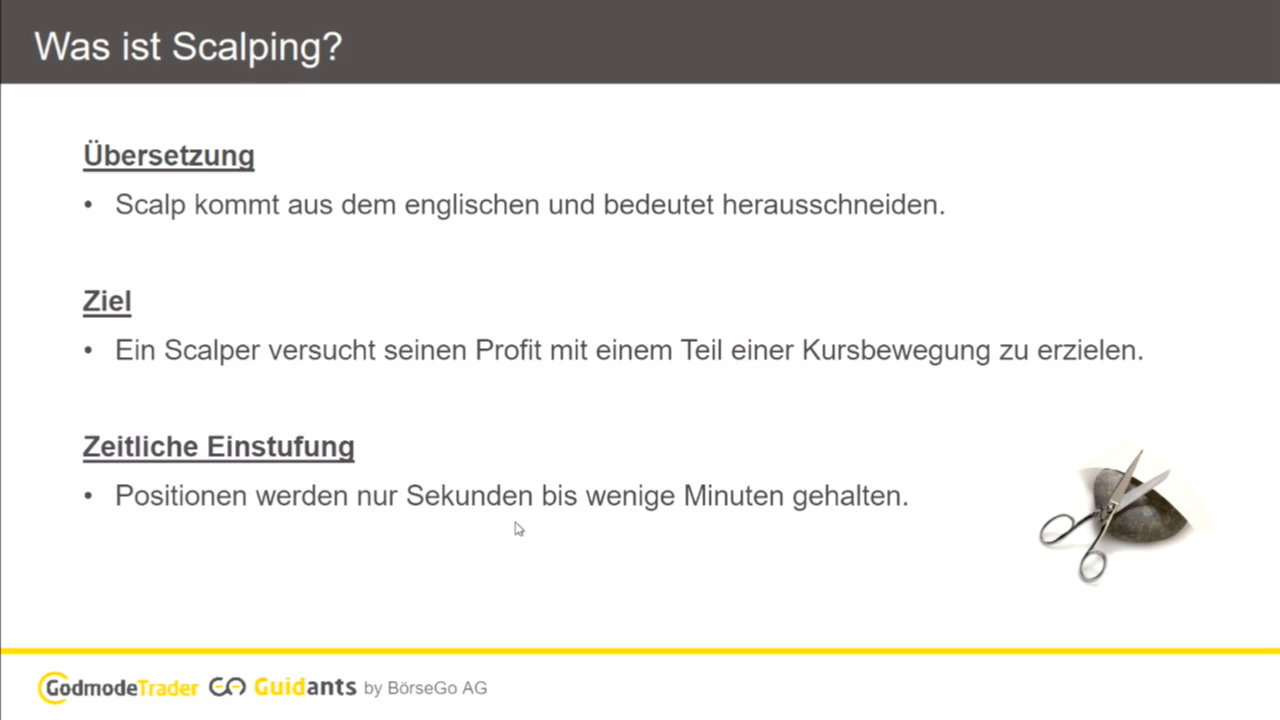 Was ist Scalping?
Übersetzung
• Scalp kommt aus dem englischen und bedeutet herausschneiden.
Ziel
• Ein Scalper versucht seinen Profit mit einem Teil einer Kursbewegung zu erzielen.
Zeitliche Einstufung
• Positionen werden nur Sekunden bis wenige Minuten gehalten.
GodmodeTrader Guidants by BörseGo AG